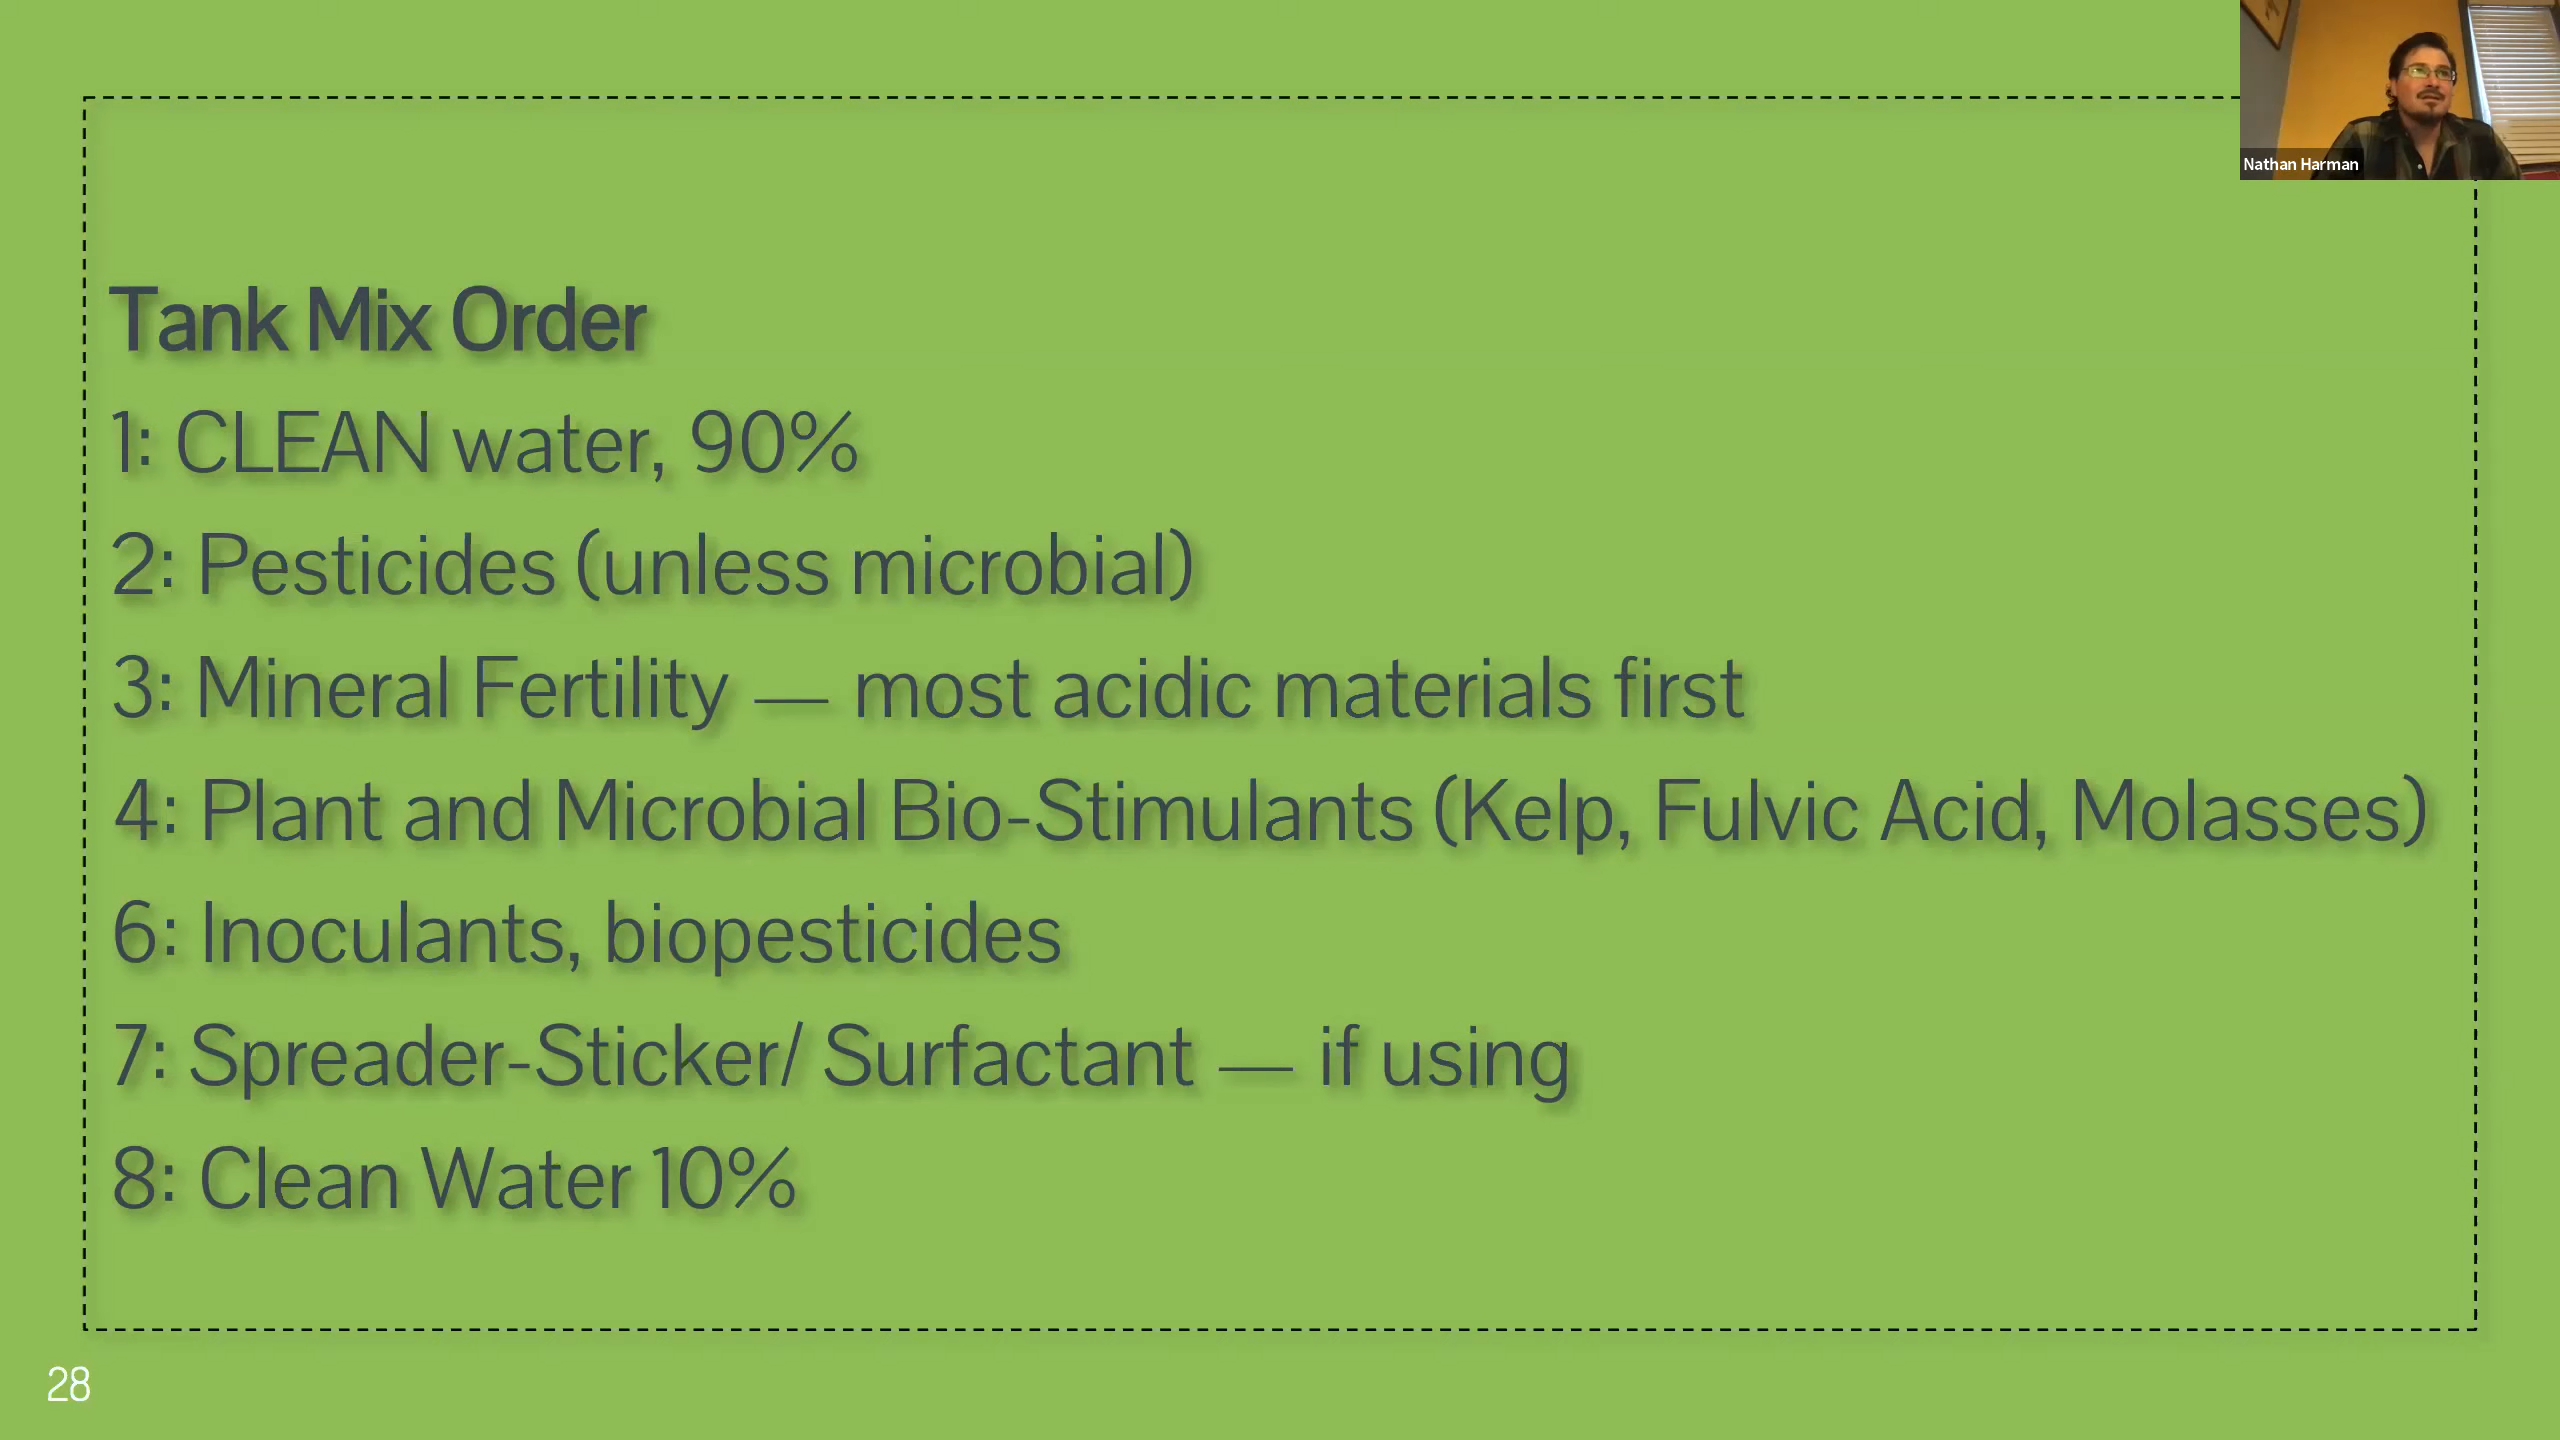 Nathan Harman
Tank Mix Order
1: CLEAN water, 90%
2: Pesticides (unless microbial)
3: Mineral Fertility — most acidic materials first
4: Plant and Microbial Bio-Stimulants (Kelp, Fulvic Acid, Molasses)
6: Inoculants, biopesticides
7: Spreader-Sticker/ Surfactant — if using
8: Clean Water 10%
28